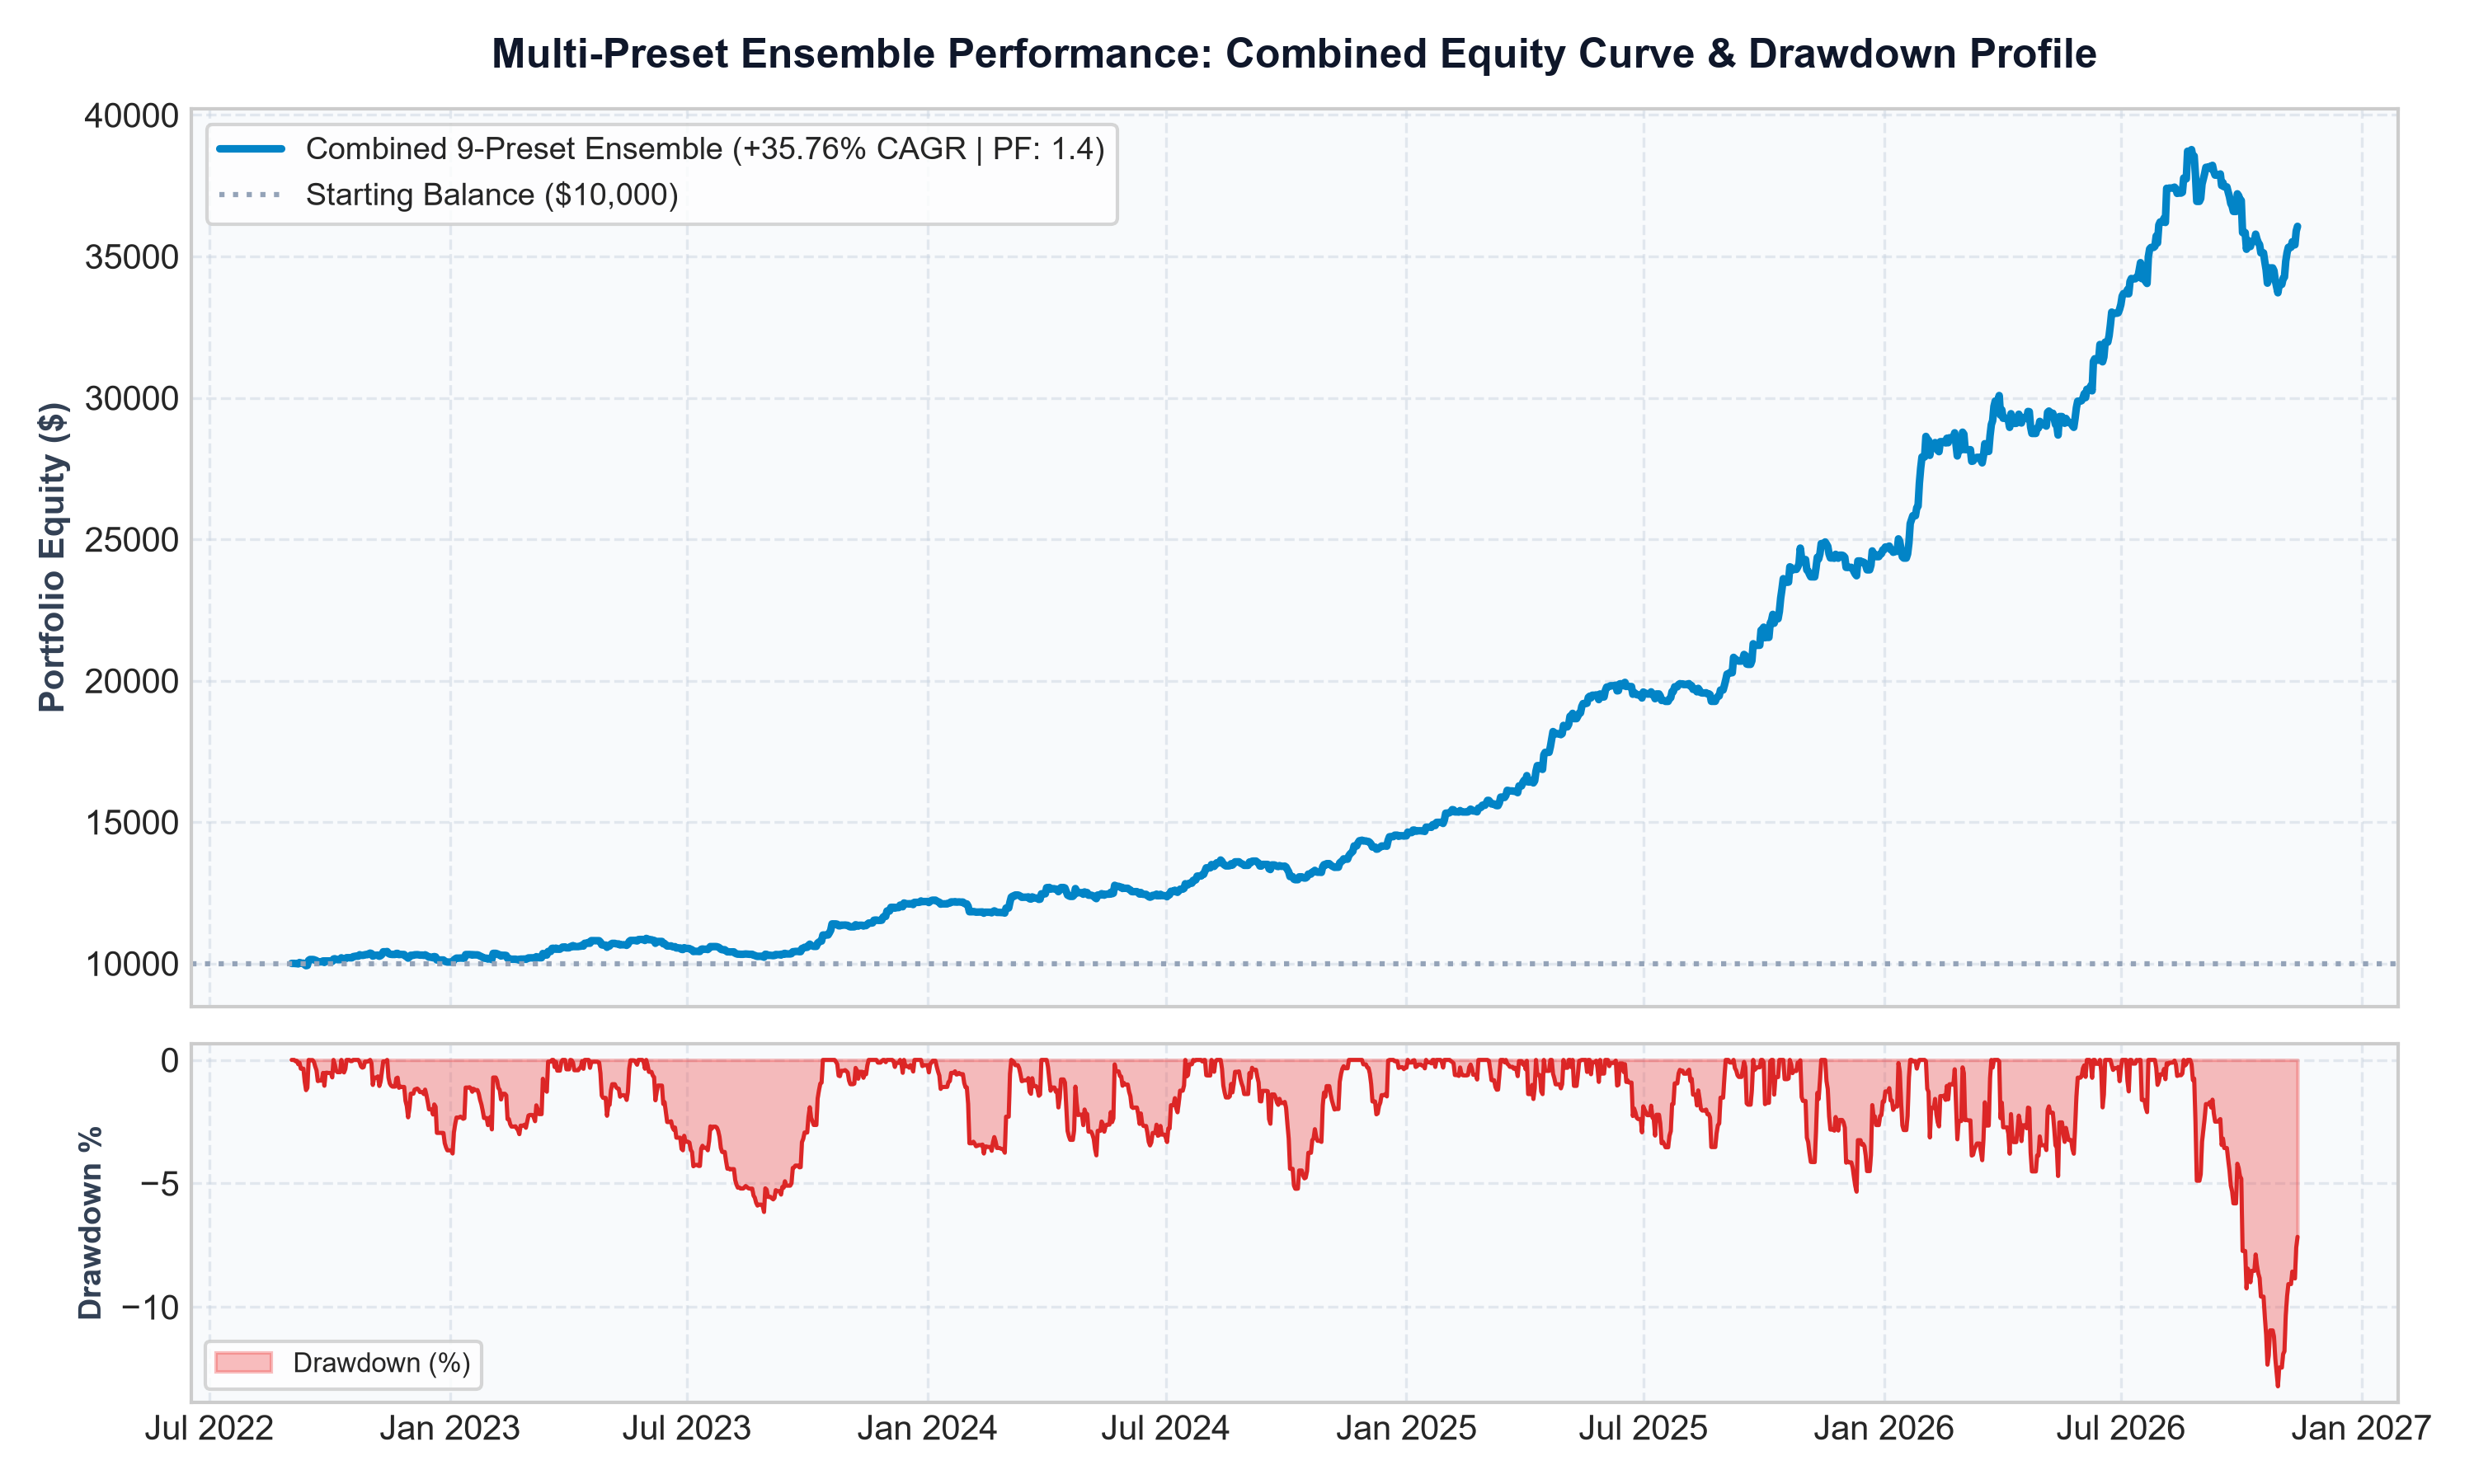 Multi-Preset Ensemble Performance: Combined Equity Curve & Drawdown Profile
40000
35000
30000
25000
20000
15000
10000
Portfolio Equity ($)
Combined 9-Preset Ensemble (+35.76% CAGR | PF: 1.4)
Starting Balance ($10,000)
0
−5
−10
Drawdown %
Drawdown (%)
Jul 2022 Jan 2023 Jul 2023 Jan 2024 Jul 2024 Jan 2025 Jul 2025 Jan 2026 Jul 2026 Jan 2027